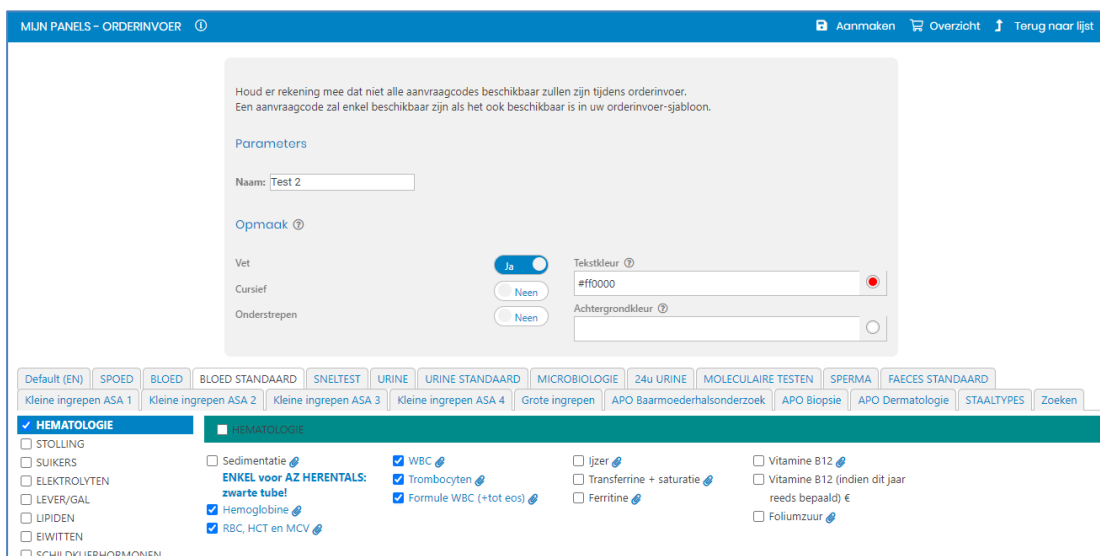 MIJN PANELS - ORDERINVOER
Aanmaken Overzicht Terug naar lijst
Houd er rekening mee dat niet alle aanvraagcodes beschikbaar zullen zijn tijdens orderinvoer.
Een aanvraagcode zal enkel beschikbaar zijn als het ook beschikbaar is in uw orderinvoer-sjabloon.
Parameters
Naam: Test 2
Opmaak
Vet Ja
Cursief Neen
Onderstrepen Neen
Tekstkleur
#ff0000
Achtergrondkleur
Default (EN) SPOED BLOED BLOED STANDAARD SNELTEST URINE URINE STANDAARD MICROBIOLOGIE 24u URINE MOLECULAIRE TESTEN SPERMA FAECES STANDAARD
Kleine ingrepen ASA 1 Kleine ingrepen ASA 2 Kleine ingrepen ASA 3 Kleine ingrepen ASA 4 Grote ingrepen APO Baarmoederhalsonderzoek APO Biopsie APO Dermatologie STAALTYPES Zoeken
HEMATOLOGIE
STOLLING
SUIKERS
ELEKTROLYTEN
LEVER/GAL
LIPIDEN
EIWITTEN
SCHILDKLIERHORMONEN
HEMATOLOGIE
Sedimentatie
ENKEL voor AZ HERENTALS:
zwarte tube!
Hemoglobine
RBC, HCT en MCV
WBC
Trombocyten
Formule WBC (+tot eos)
Ijzer
Transferrine + saturatie
Ferritine
Vitamine B12
Vitamine B12 (indien dit jaar
reeds bepaald) €
Foliumzuur